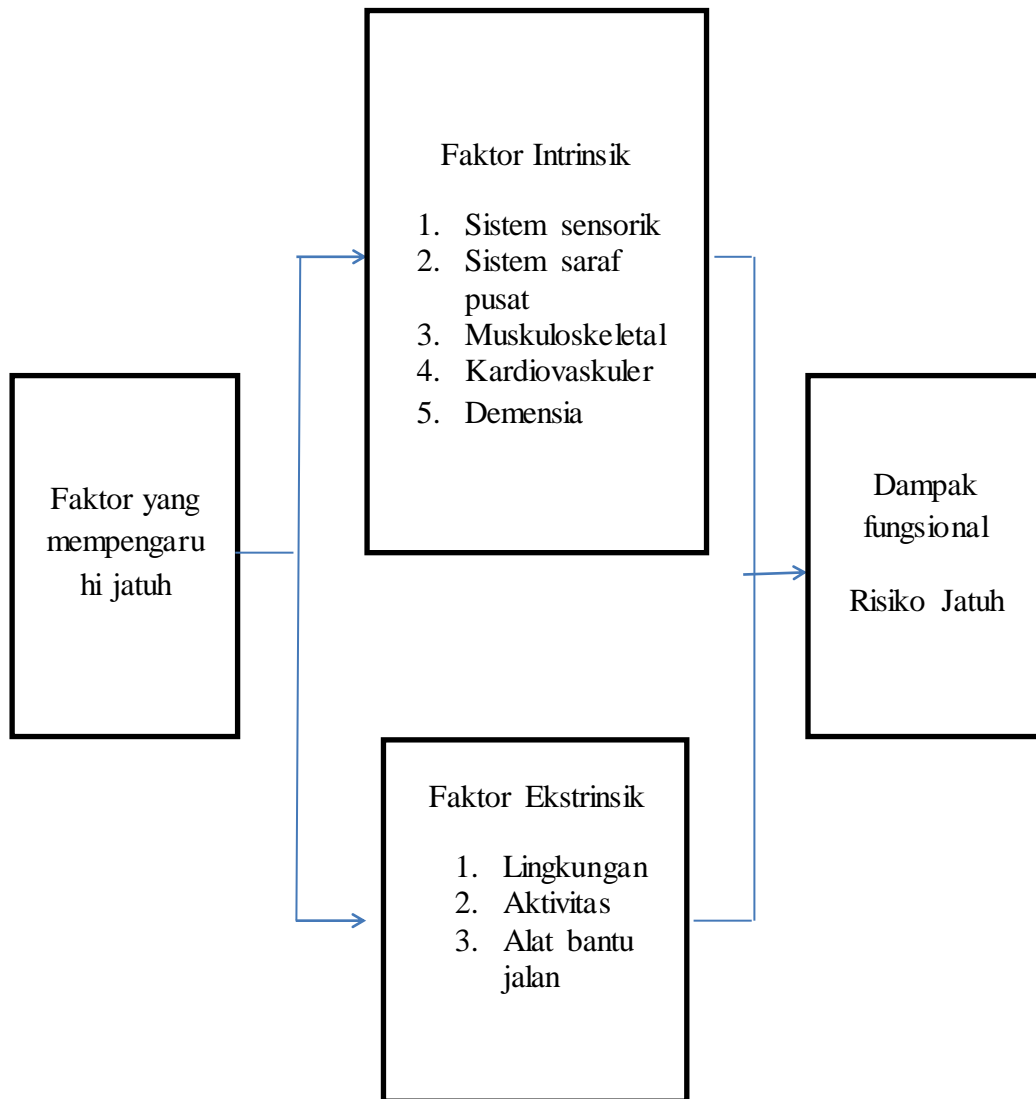 Faktor yang
mempengaru
hi jatuh
Faktor Intrinsik
1. Sistem sensorik
2. Sistem saraf
pusat
3. Muskuloskeletal
4. Kardiovaskuler
5. Demensia
Faktor Ekstrinsik
1. Lingkungan
2. Aktivitas
3. Alat bantu
jalan
Dampak
fungsional
Risiko Jatuh